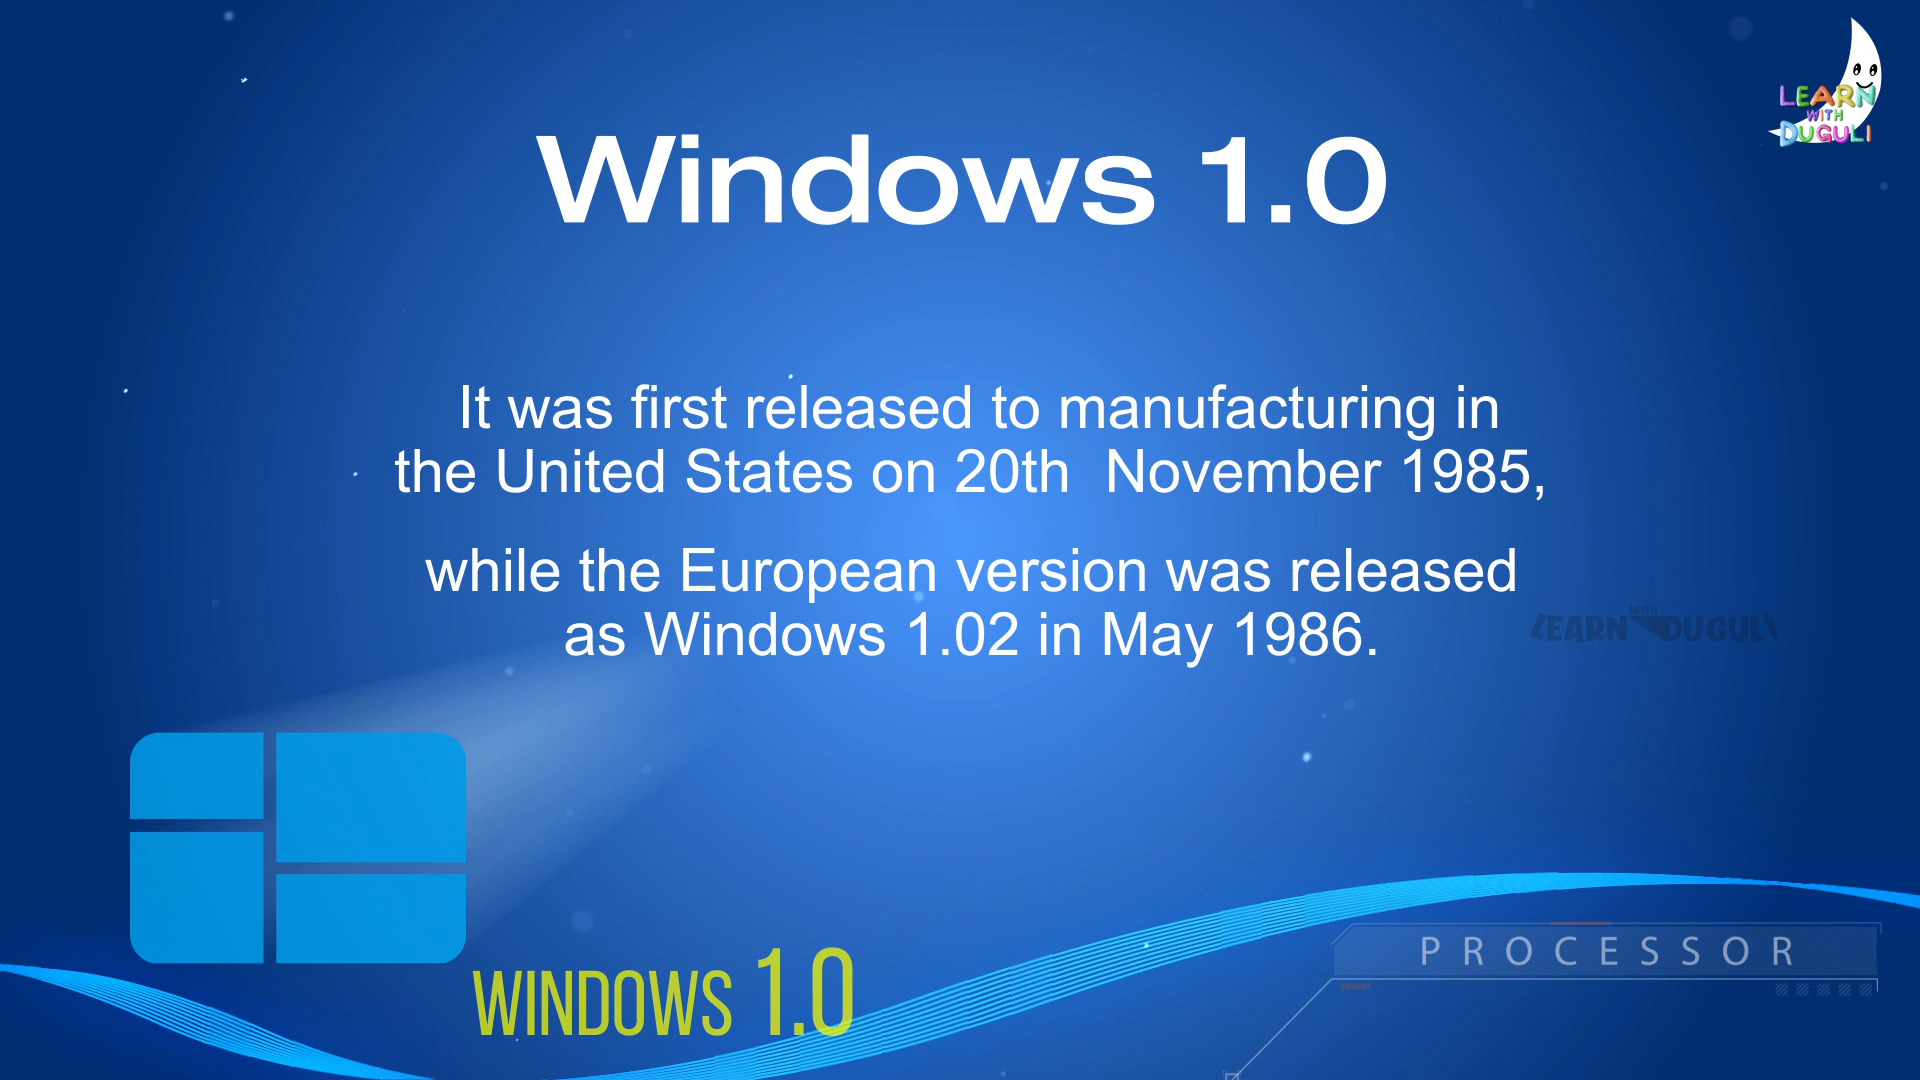 LEARN
WITH
DUGULI
Windows 1.0
It was first released to manufacturing in
the United States on 20th  November 1985,
while the European version was released
as Windows 1.02 in May 1986.
LEARN WITH DUGULi
WINDOWS 1.0
PROCESSOR